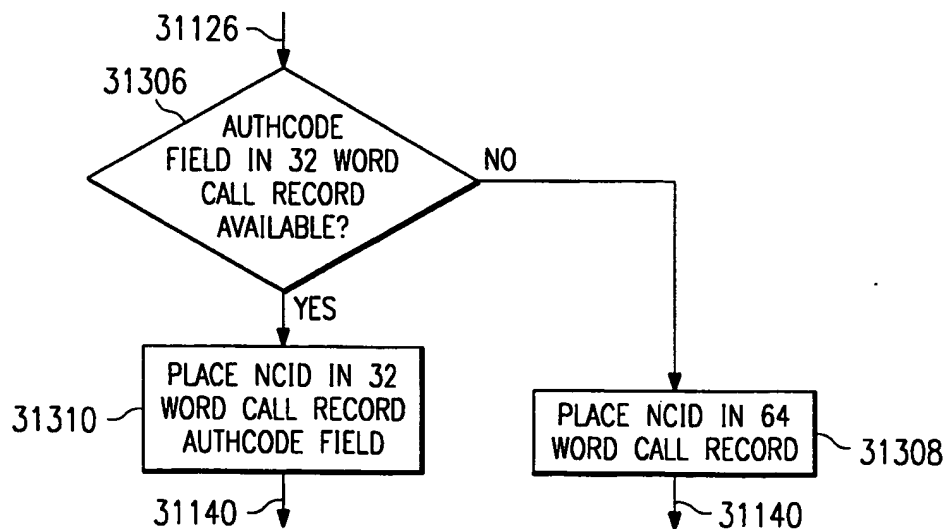 31126
31306
AUTHCODE
FIELD IN 32 WORD
CALL RECORD
AVAILABLE?
NO
YES
PLACE NCID IN 32
WORD CALL RECORD
AUTHCODE FIELD
31310
PLACE NCID IN 64
WORD CALL RECORD
31308
31140
31140